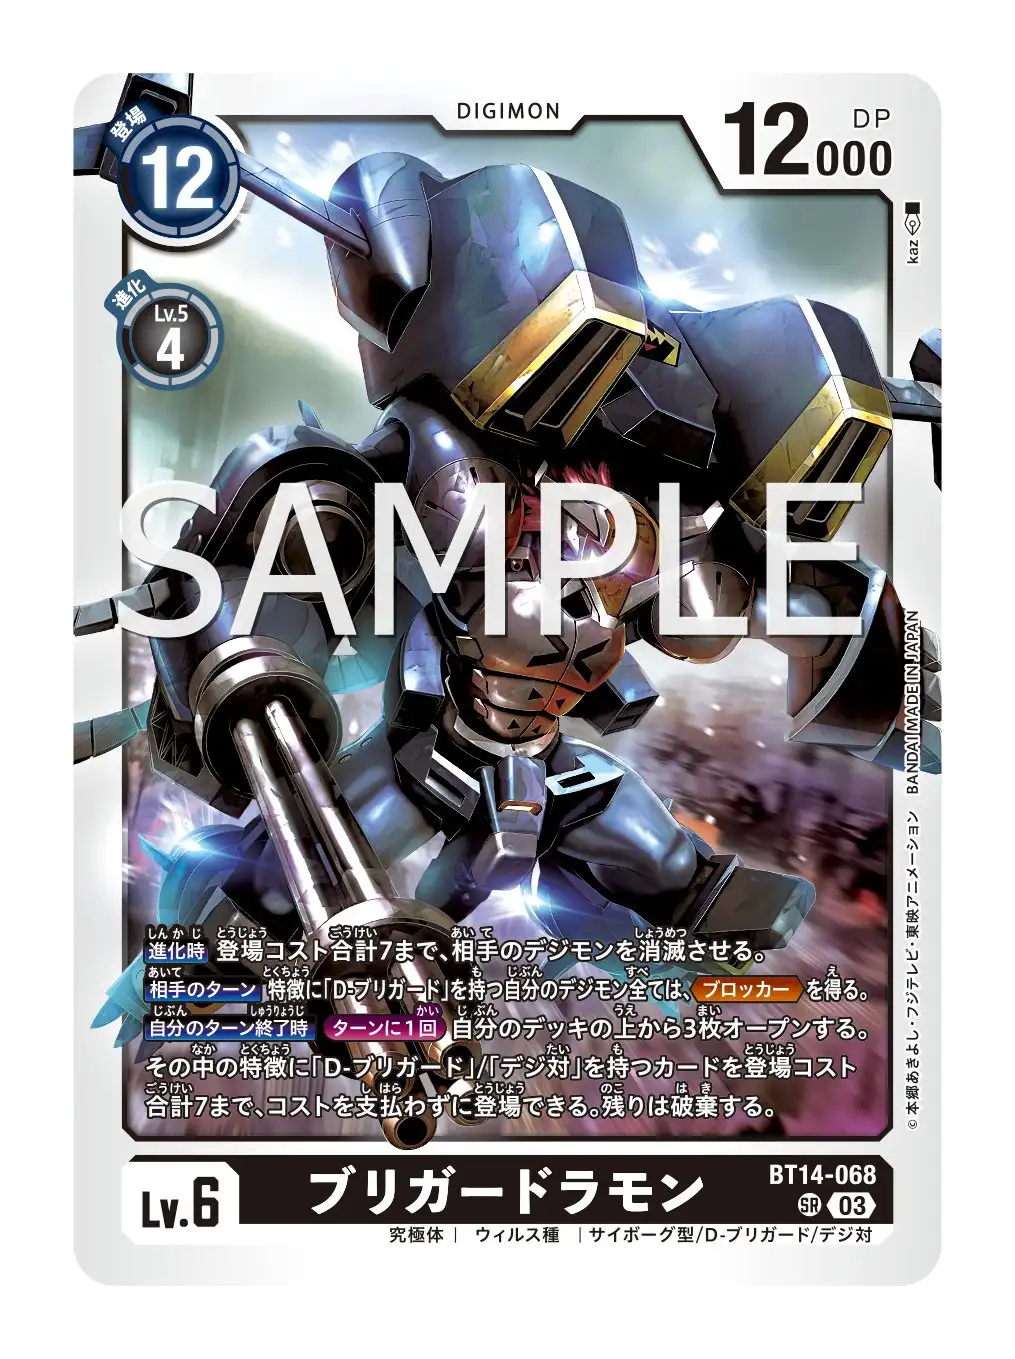 DIGIMON
登場
12
12000
DP
kaz
進化
Lv.5
4
SAMPLE
BANDAI MADE IN JAPAN
©本郷あきよし・フジテレビ・東映アニメーション
進化時 登場コスト合計7まで、相手のデジモンを消滅させる。
相手のターン 特徴に「D-ブリガード」を持つ自分のデジモン全ては、ブロッカー を得る。
自分のターン終了時 ターンに1回 自分のデッキの上から3枚オープンする。
その中の特徴に「D-ブリガード」/「デジ対」を持つカードを登場コスト
合計7まで、コストを支払わずに登場できる。残りは破棄する。
Lv.6
ブリガードラモン
BT14-068
SR 03
究極体 | ウィルス種 | サイボーグ型/D-ブリガード/デジ対